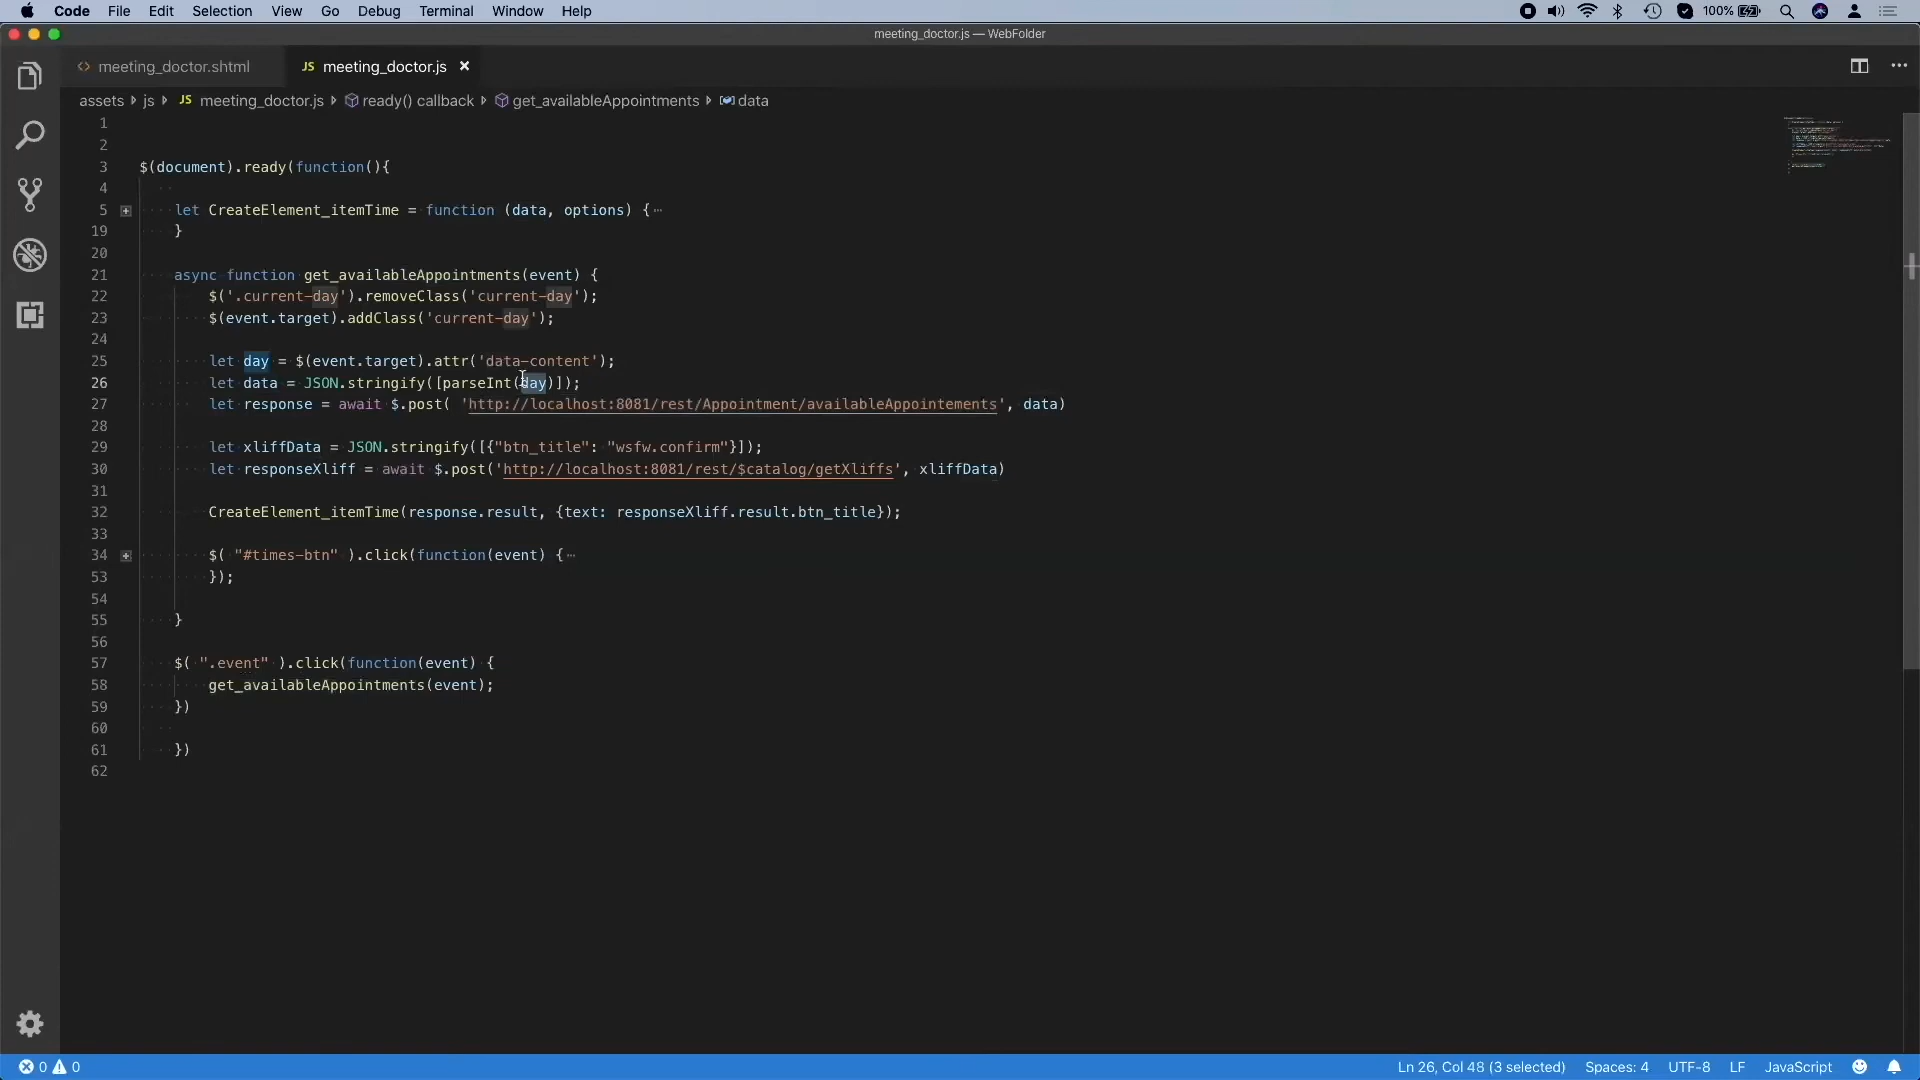 Code File Edit Selection View Go Debug Terminal Window Help 100%
meeting_doctor.js — WebFolder
<> meeting_doctor.shtml JS meeting_doctor.js ×
assets js JS meeting_doctor.js ready() callback get_availableAppointments data
1
2
3 $(document).ready(function(){
4
5 let CreateElement_itemTime = function (data, options) {⋯
19 }
20
21 async function get_availableAppointments(event) {
22 $('.current-day').removeClass('current-day');
23 $(event.target).addClass('current-day');
24
25 let day = $(event.target).attr('data-content');
26 let data = JSON.stringify([parseInt(day)]);
27 let response = await $.post( 'http://localhost:8081/rest/Appointment/availableAppointements', data)
28
29 let xliffData = JSON.stringify([{"btn_title": "wsfw.confirm"}]);
30 let responseXliff = await $.post('http://localhost:8081/rest/$catalog/getXliffs', xliffData)
31
32 CreateElement_itemTime(response.result, {text: responseXliff.result.btn_title});
33
34 $( "#times-btn" ).click(function(event) {⋯
53 });
54
55 }
56
57 $( ".event" ).click(function(event) {
58 get_availableAppointments(event);
59 })
60
61 })
62
0 0 Ln 26, Col 48 (3 selected) Spaces: 4 UTF-8 LF JavaScript